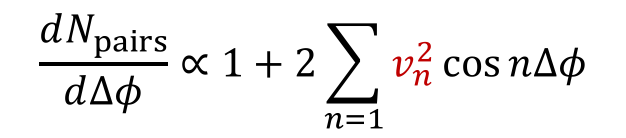 dN_pairs/dΔϕ ∝ 1 + 2 ∑_{n=1} v_n^2 cos nΔϕ